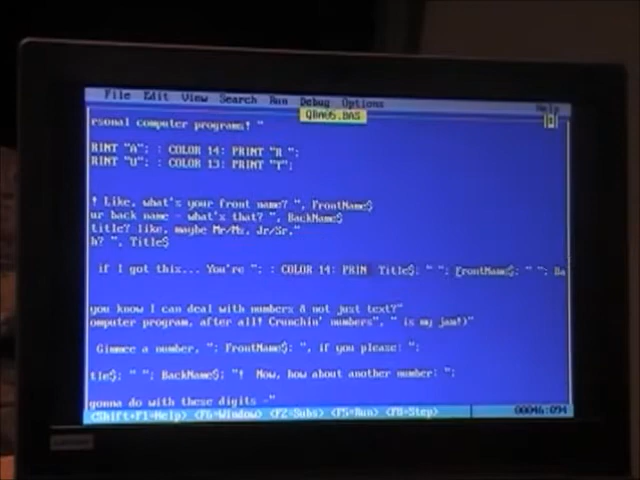 File Edit View Search Run Debug Options Help
QBA05.BAS
rsonal computer programs! "
RINT "A"; : COLOR 14: PRINT "R ";
RINT "U"; : COLOR 13: PRINT "T";
! Like, what's your front name? ", FrontName$
ur back name - what's that? ", BackName$
title? like, maybe Mr/Ms, Jr/Sr,"
h? ", Title$
if I got this... You're "; : COLOR 14: PRIN Title$; " "; FrontName$; " "; Ba
you know I can deal with numbers & not just text?"
omputer program, after all! Crunchin' numbers", " is my jam!)"
Gimmee a number, "; FrontName$; ", if you please: ";
tle$; " "; BackName$; "! Now, how about another number: ";
gonna do with these digits -"
<Shift+F1=Help> <F6=Window> <F2=Subs> <F5=Run> <F8=Step> 00046:094